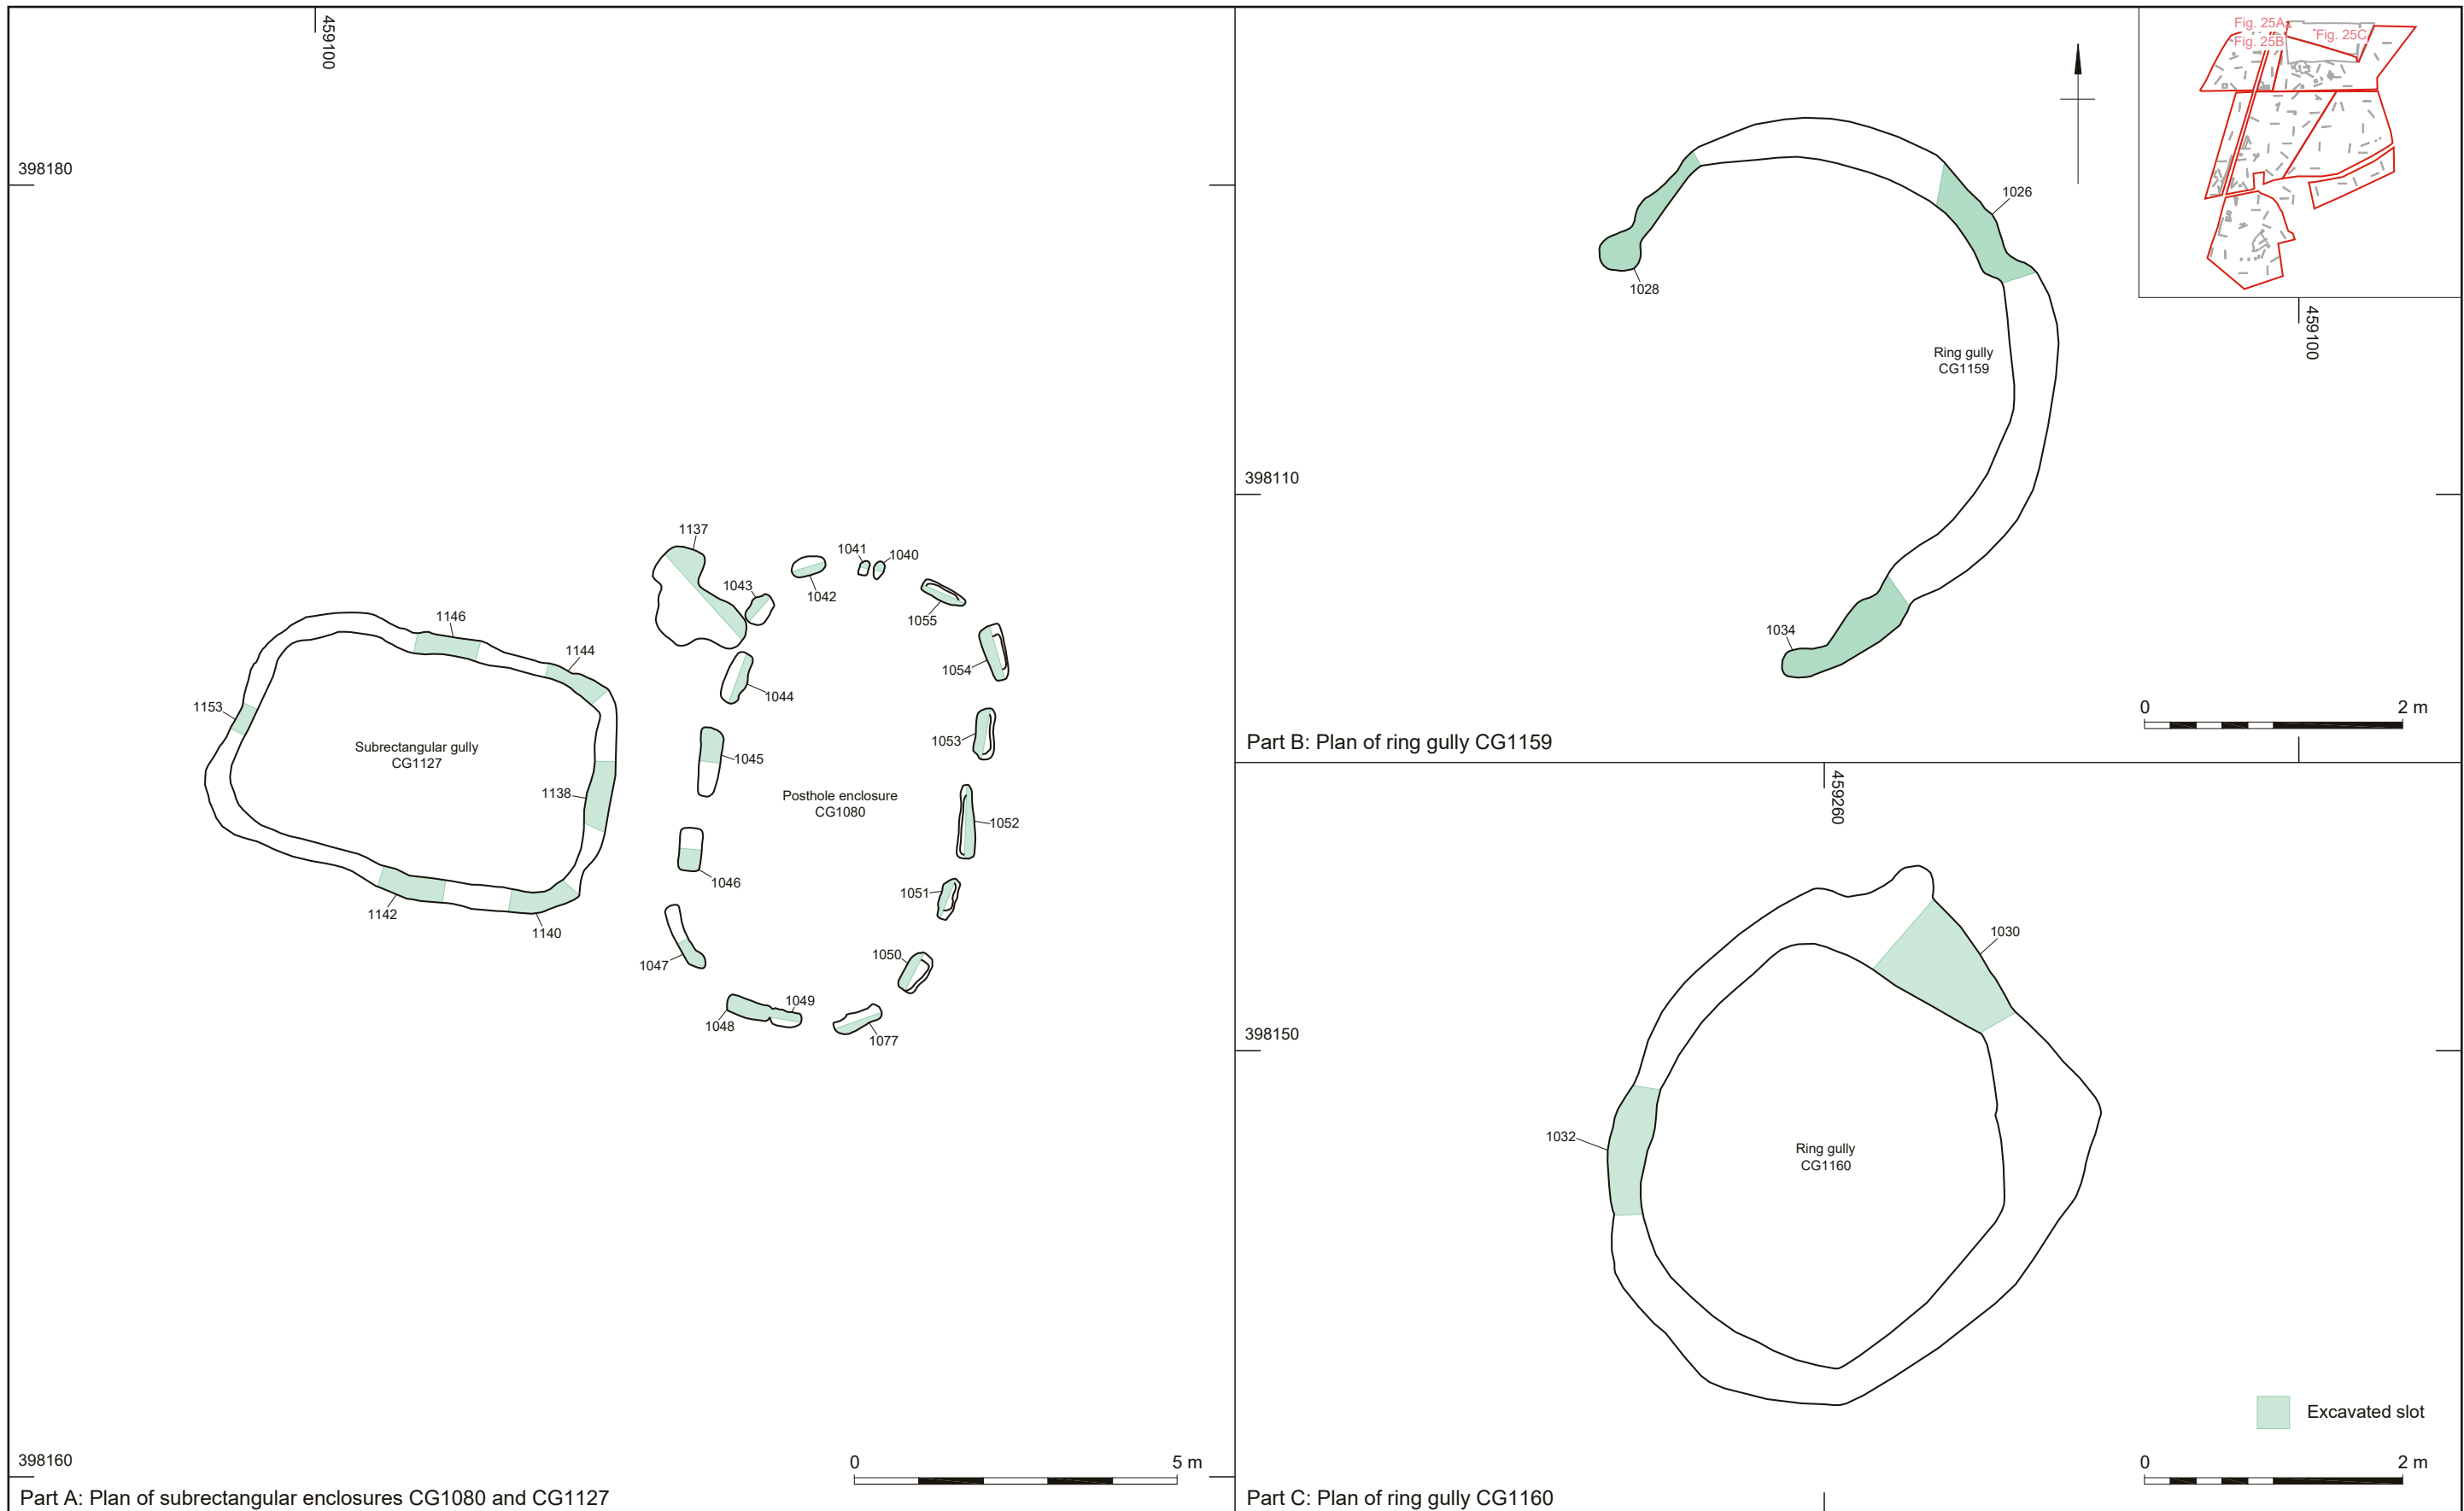 459100
398180
1137
1043
1042
1041
1040
1055
1054
1053
1052
1051
1050
1077
1049
1048
1047
1046
1045
1044
Posthole enclosure
CG1080
1146
1144
1153
Subrectangular gully
CG1127
1138
1142
1140
398160
0 5 m
Part A: Plan of subrectangular enclosures CG1080 and CG1127
1026
1028
Ring gully
CG1159
398110
1034
0 2 m
Part B: Plan of ring gully CG1159
Fig. 25A
Fig. 25B
Fig. 25C
459100
459260
1030
398150
1032
Ring gully
CG1160
Excavated slot
0 2 m
Part C: Plan of ring gully CG1160